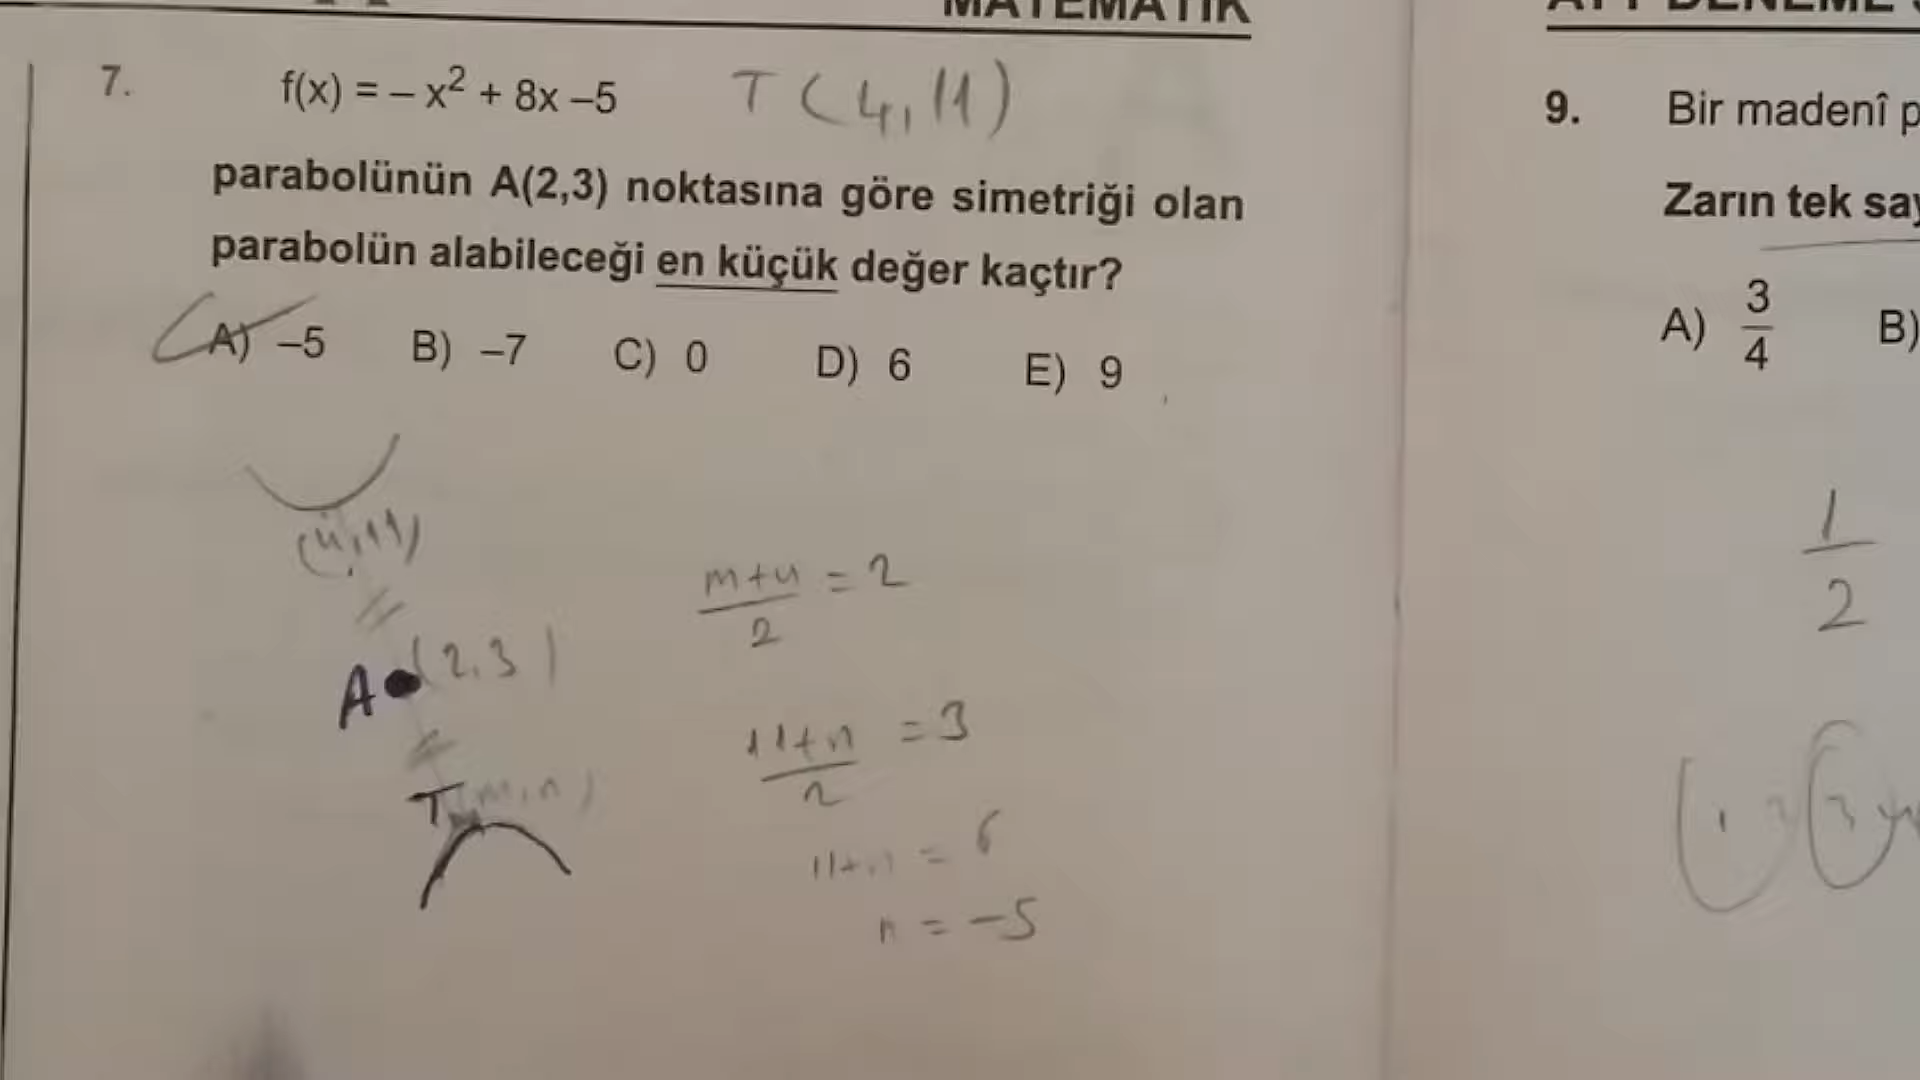 MATEMATİK
7.
f(x) = – x² + 8x –5 T(4,11)
parabolünün A(2,3) noktasına göre simetriği olan
parabolün alabileceği en küçük değer kaçtır?
A) –5 B) –7 C) 0 D) 6 E) 9
(4,11)
A (2,3)
T(m,n)
m+4/2 = 2
11+n/2 = 3
11+n = 6
n = -5
9. Bir madenî
Zarın tek
A) 3/4 B)
1/2